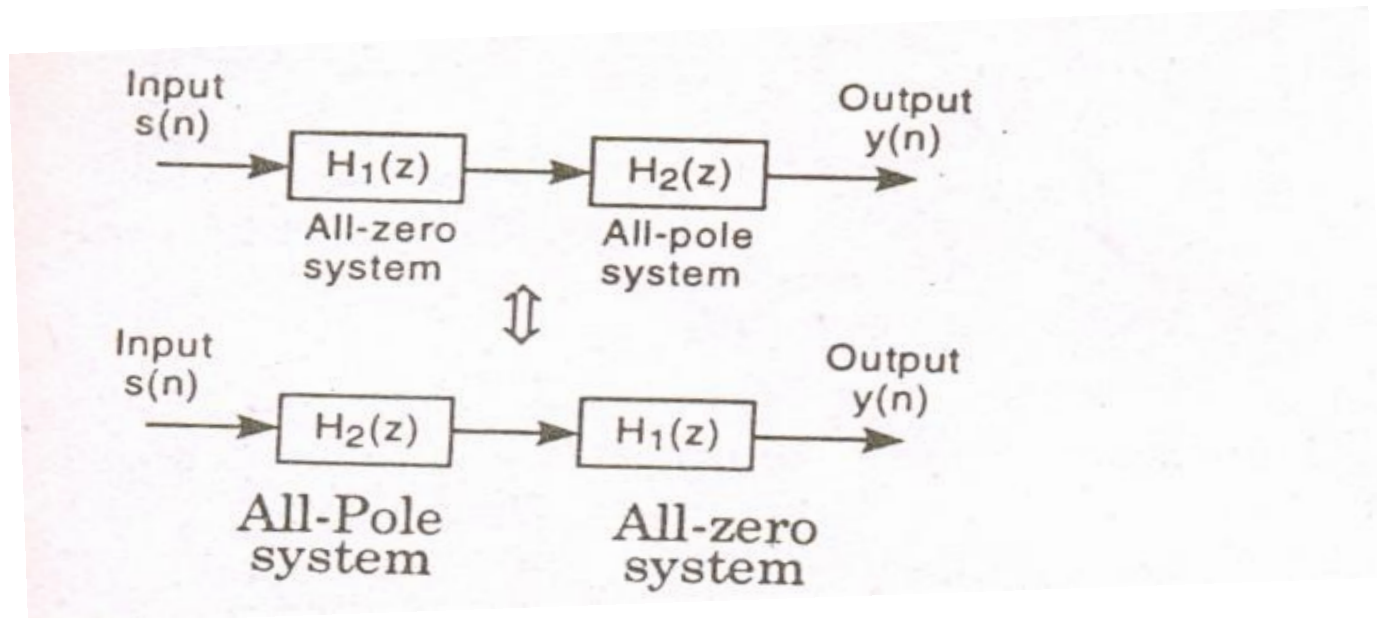 Input
s(n)
Output
y(n)
H₁(z)
H₂(z)
All-zero
system
All-pole
system
Input
s(n)
Output
y(n)
H₂(z)
H₁(z)
All-Pole
system
All-zero
system